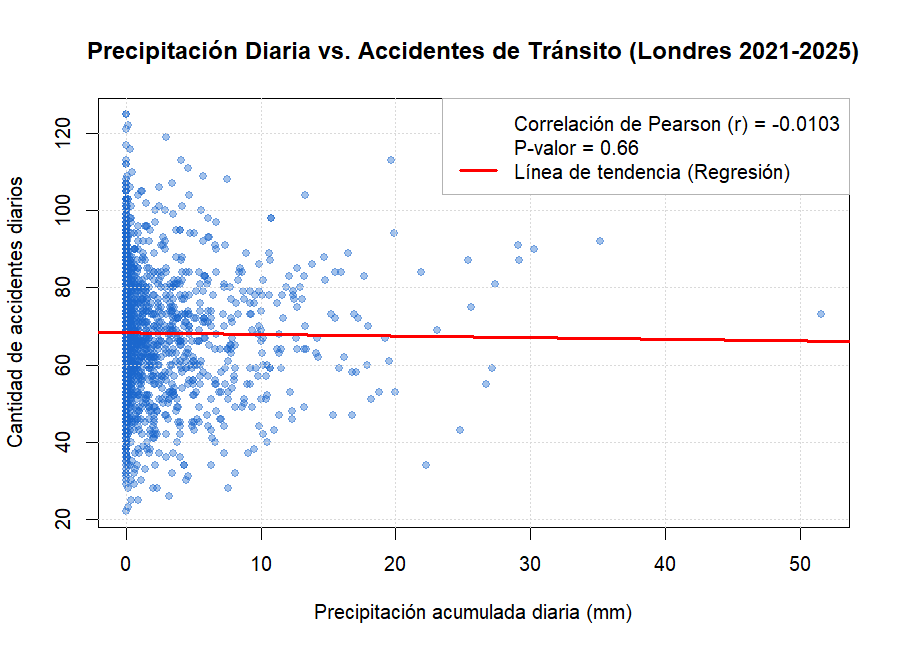 Precipitación Diaria vs. Accidentes de Tránsito (Londres 2021-2025)
Correlación de Pearson (r) = -0.0103
P-valor = 0.66
Línea de tendencia (Regresión)
Cantidad de accidentes diarios
120
100
80
60
40
20
0
10
20
30
40
50
Precipitación acumulada diaria (mm)